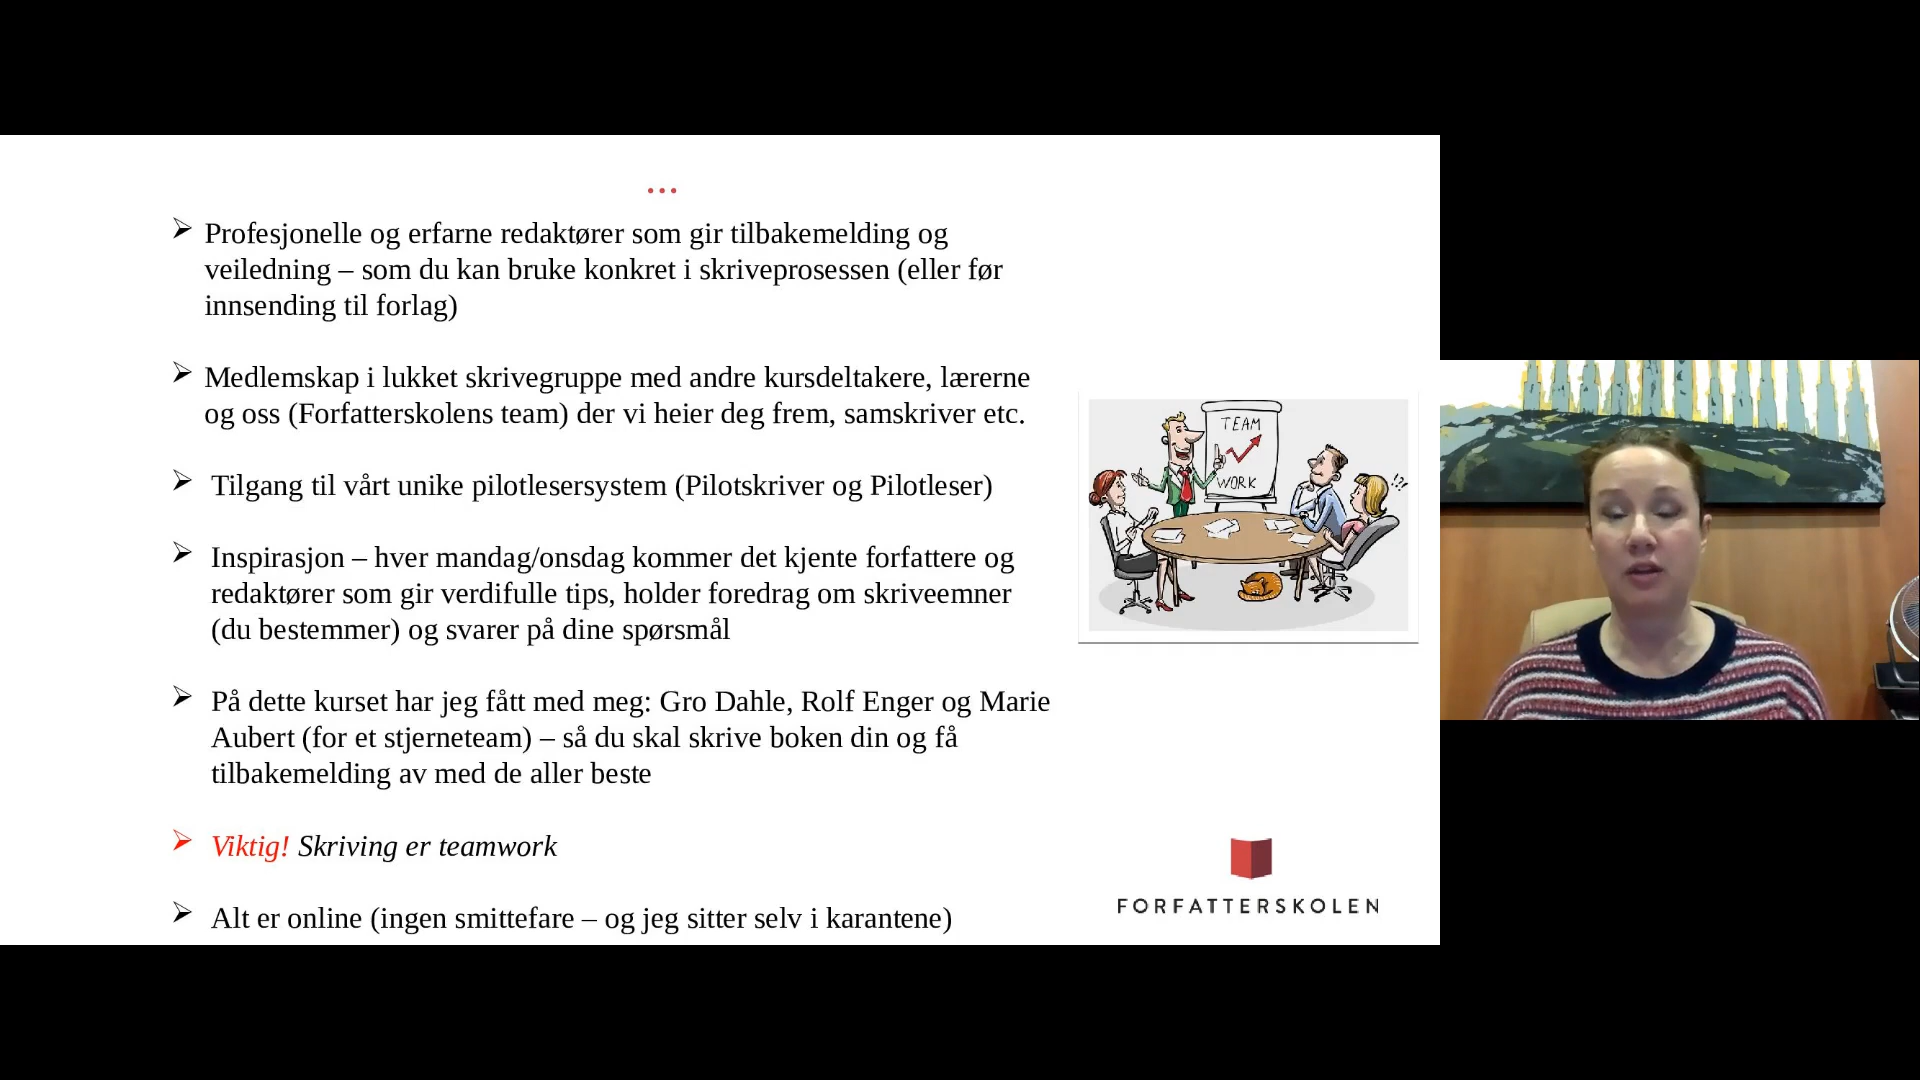 ...
Profesjonelle og erfarne redaktører som gir tilbakemelding og
veiledning – som du kan bruke konkret i skriveprosessen (eller før
innsending til forlag)
Medlemskap i lukket skrivegruppe med andre kursdeltakere, lærerne
og oss (Forfatterskolens team) der vi heier deg frem, samskriver etc.
Tilgang til vårt unike pilotlesersystem (Pilotskriver og Pilotleser)
Inspirasjon – hver mandag/onsdag kommer det kjente forfattere og
redaktører som gir verdifulle tips, holder foredrag om skriveemner
(du bestemmer) og svarer på dine spørsmål
På dette kurset har jeg fått med meg: Gro Dahle, Rolf Enger og Marie
Aubert (for et stjerneteam) – så du skal skrive boken din og få
tilbakemelding av med de aller beste
Viktig! Skriving er teamwork
Alt er online (ingen smittefare – og jeg sitter selv i karantene)
TEAM
WORK
!?!
FORFATTERSKOLEN